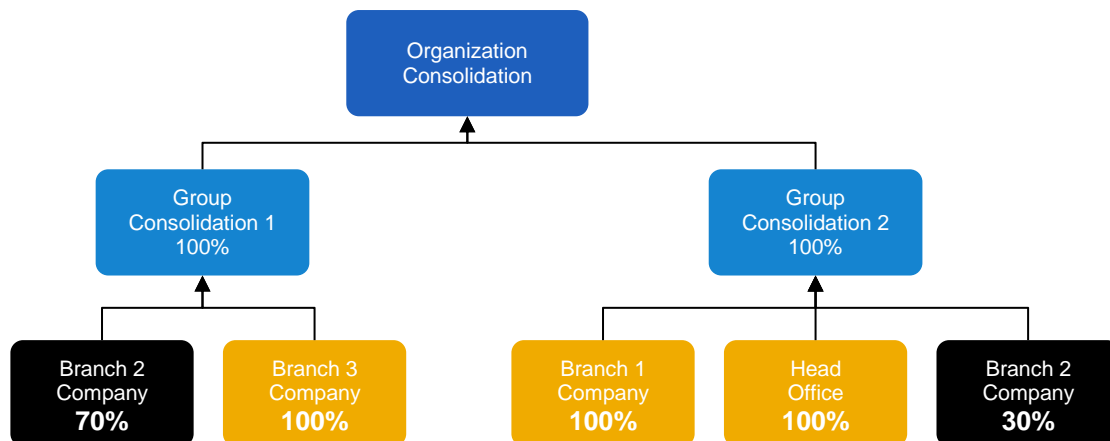 Organization
Consolidation
Group
Consolidation 1
100%
Group
Consolidation 2
100%
Branch 2
Company
70%
Branch 3
Company
100%
Branch 1
Company
100%
Head
Office
100%
Branch 2
Company
30%